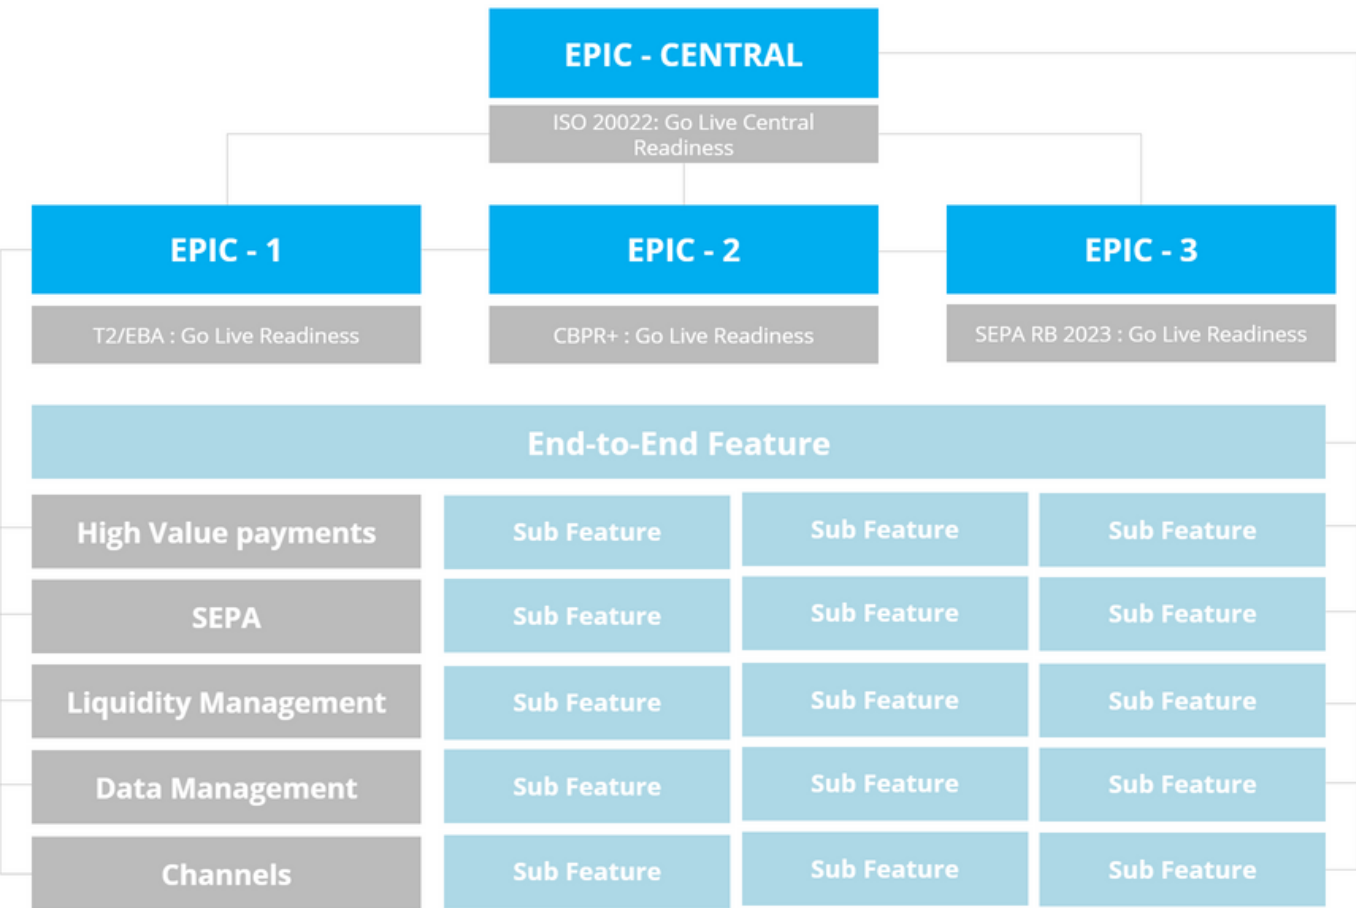 EPIC - CENTRAL
ISO 20022: Go Live Central
Readiness
EPIC - 1
EPIC - 2
EPIC - 3
T2/EBA : Go Live Readiness
CBPR+ : Go Live Readiness
SEPA RB 2023 : Go Live Readiness
End-to-End Feature
High Value payments
Sub Feature
Sub Feature
Sub Feature
SEPA
Sub Feature
Sub Feature
Sub Feature
Liquidity Management
Sub Feature
Sub Feature
Sub Feature
Data Management
Sub Feature
Sub Feature
Sub Feature
Channels
Sub Feature
Sub Feature
Sub Feature